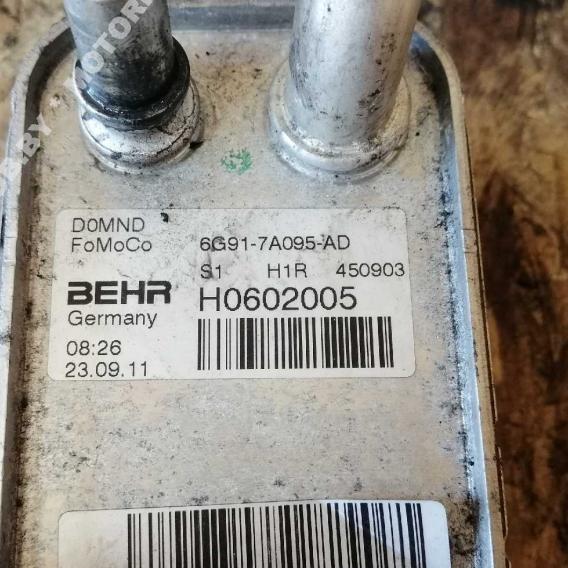 D0MND
FoMoCo 6G91-7A095-AD
S1 H1R 450903
BEHR H0602005
Germany
08:26
23.09.11